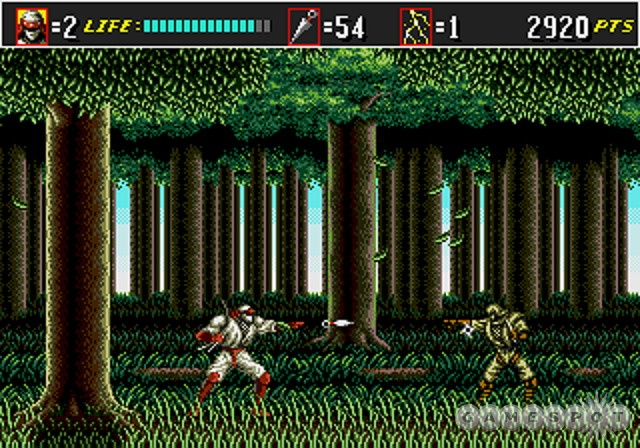 =2 LIFE: =54 =1 2920 PTS
GAMESPOT